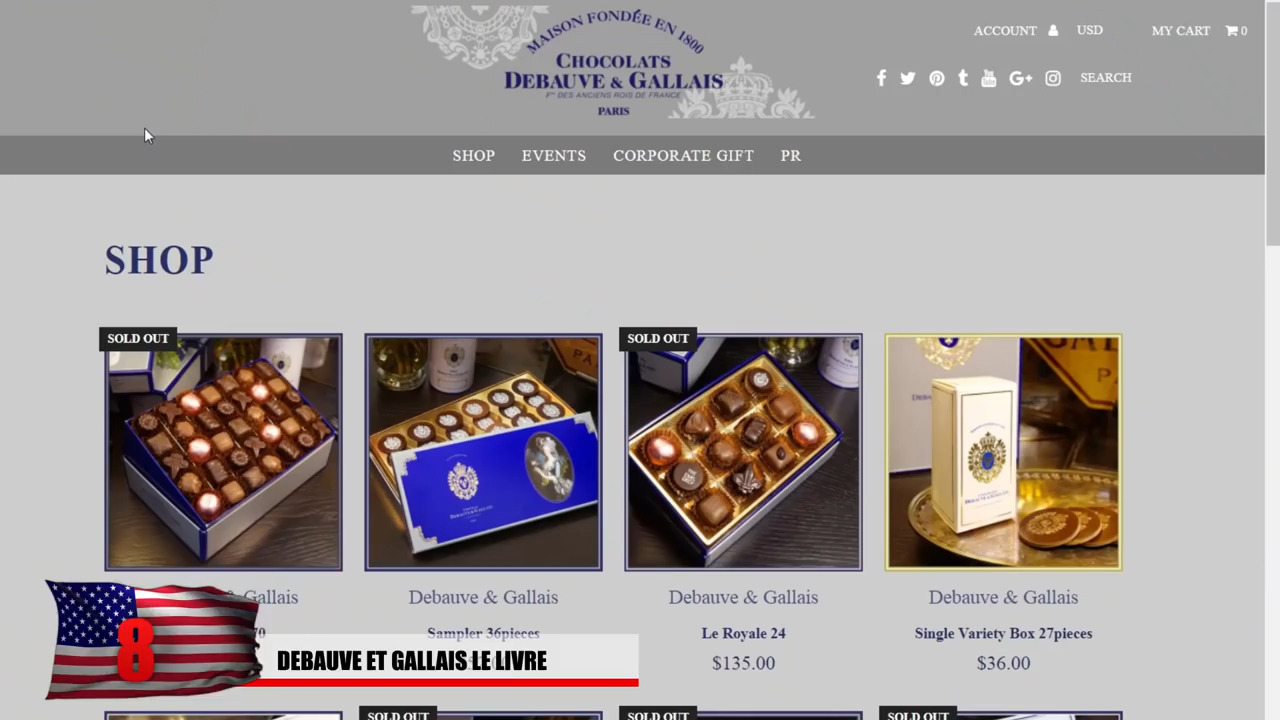 MAISON FONDÉE EN 1800
CHOCOLATS
DEBAUVE & GALLAIS
FRS DES ANCIENS ROIS DE FRANCE
PARIS
ACCOUNT USD MY CART 0
SEARCH
SHOP EVENTS CORPORATE GIFT PR
SHOP
SOLD OUT
SOLD OUT
& Gallais
Debauve & Gallais
Debauve & Gallais
Debauve & Gallais
70
Sampler 36pieces
Le Royale 24
Single Variety Box 27pieces
$135.00
$36.00
8
DEBAUVE ET GALLAIS LE LIVRE
SOLD OUT
SOLD OUT
SOLD OUT